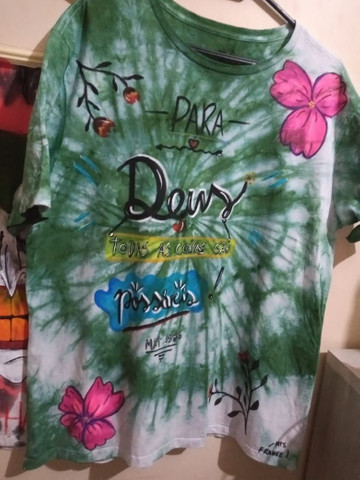 — PARA —
Deus
TODAS AS COISAS SÃO
possíveis!